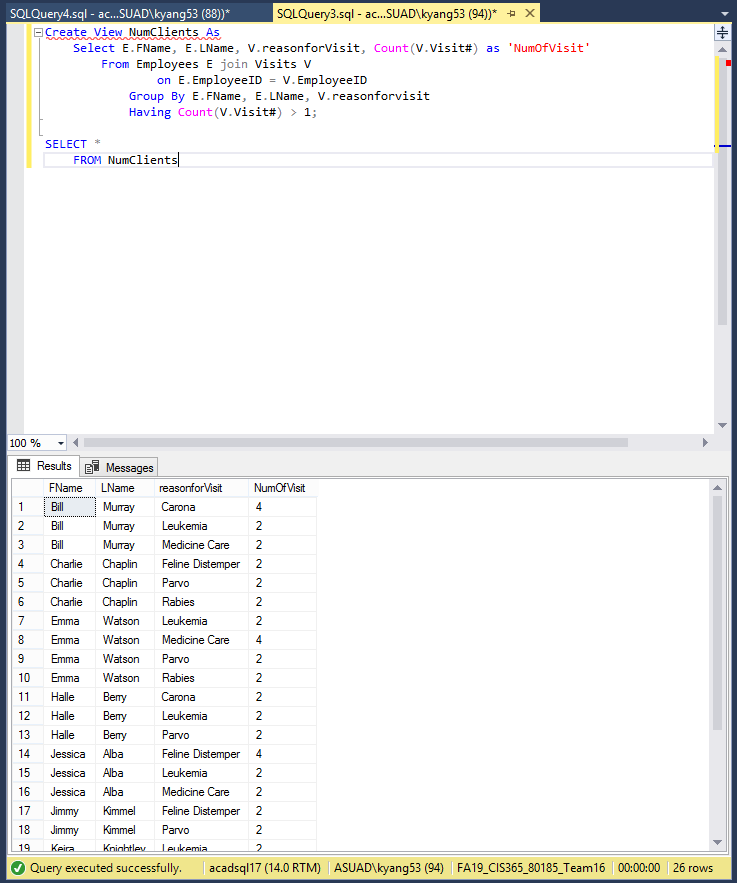 SQLQuery4.sql - ac...SUAD\kyang53 (88))* SQLQuery3.sql - ac...SUAD\kyang53 (94))*
Create View NumClients As
Select E.FName, E.LName, V.reasonforVisit, Count(V.Visit#) as 'NumOfVisit'
From Employees E join Visits V
on E.EmployeeID = V.EmployeeID
Group By E.FName, E.LName, V.reasonforvisit
Having Count(V.Visit#) > 1;
SELECT *
FROM NumClients
100 %
Results Messages
FName LName reasonforVisit NumOfVisit
1 Bill Murray Carona 4
2 Bill Murray Leukemia 2
3 Bill Murray Medicine Care 2
4 Charlie Chaplin Feline Distemper 2
5 Charlie Chaplin Parvo 2
6 Charlie Chaplin Rabies 2
7 Emma Watson Leukemia 2
8 Emma Watson Medicine Care 4
9 Emma Watson Parvo 2
10 Emma Watson Rabies 2
11 Halle Berry Carona 2
12 Halle Berry Leukemia 2
13 Halle Berry Parvo 2
14 Jessica Alba Feline Distemper 4
15 Jessica Alba Leukemia 2
16 Jessica Alba Medicine Care 2
17 Jimmy Kimmel Feline Distemper 2
18 Jimmy Kimmel Parvo 2
19 Keira Knightley Leukemia 2
Query executed successfully. acadsql17 (14.0 RTM) ASUAD\kyang53 (94) FA19_CIS365_80185_Team16 00:00:00 26 rows